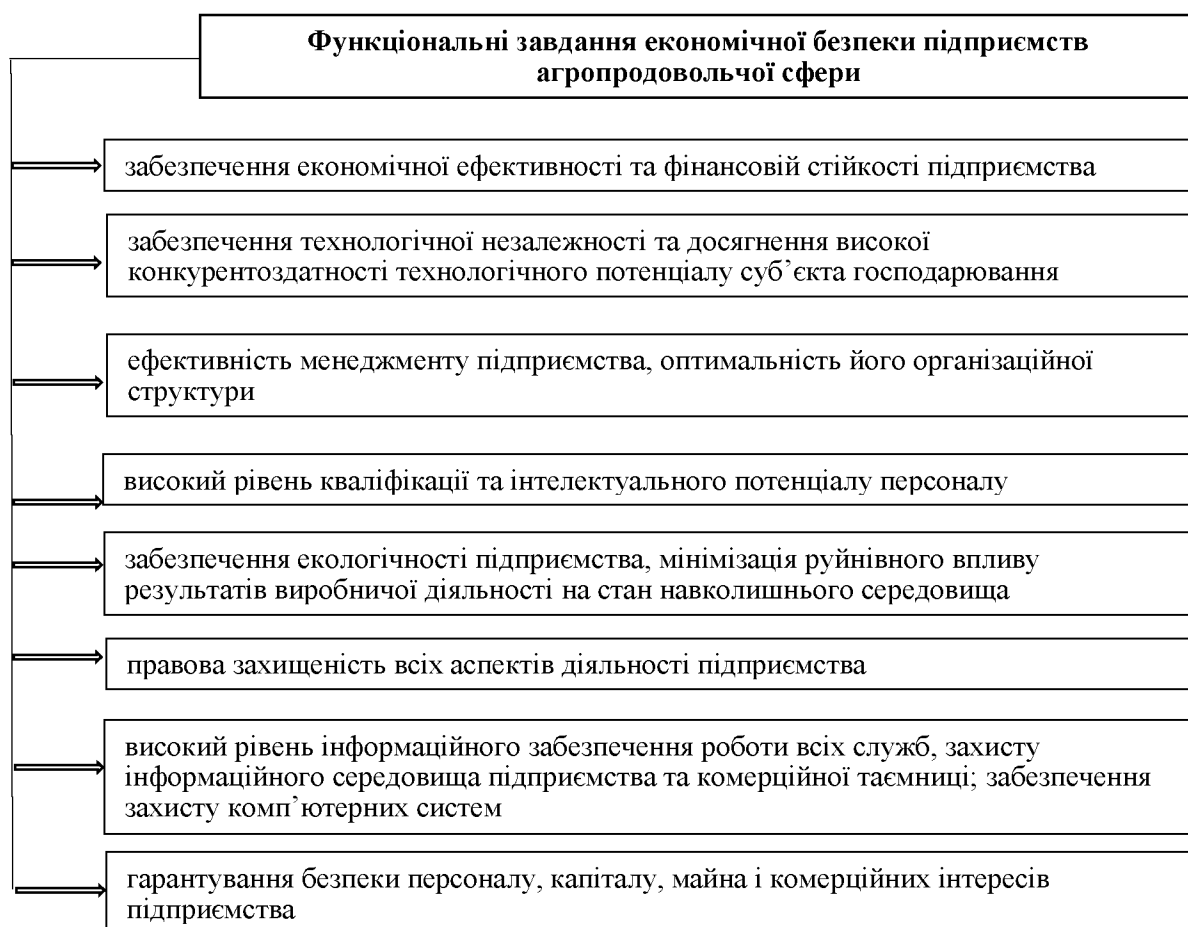 Функціональні завдання економічної безпеки підприємств
агропродовольчої сфери
забезпечення економічної ефективності та фінансовій стійкості підприємства
забезпечення технологічної незалежності та досягнення високої
конкурентоздатності технологічного потенціалу суб’єкта господарювання
ефективність менеджменту підприємства, оптимальність його організаційної
структури
високий рівень кваліфікації та інтелектуального потенціалу персоналу
забезпечення екологічності підприємства, мінімізація руйнівного впливу
результатів виробничої діяльності на стан навколишнього середовища
правова захищеність всіх аспектів діяльності підприємства
високий рівень інформаційного забезпечення роботи всіх служб, захисту
інформаційного середовища підприємства та комерційної таємниці; забезпечення
захисту комп’ютерних систем
гарантування безпеки персоналу, капіталу, майна і комерційних інтересів
підприємства